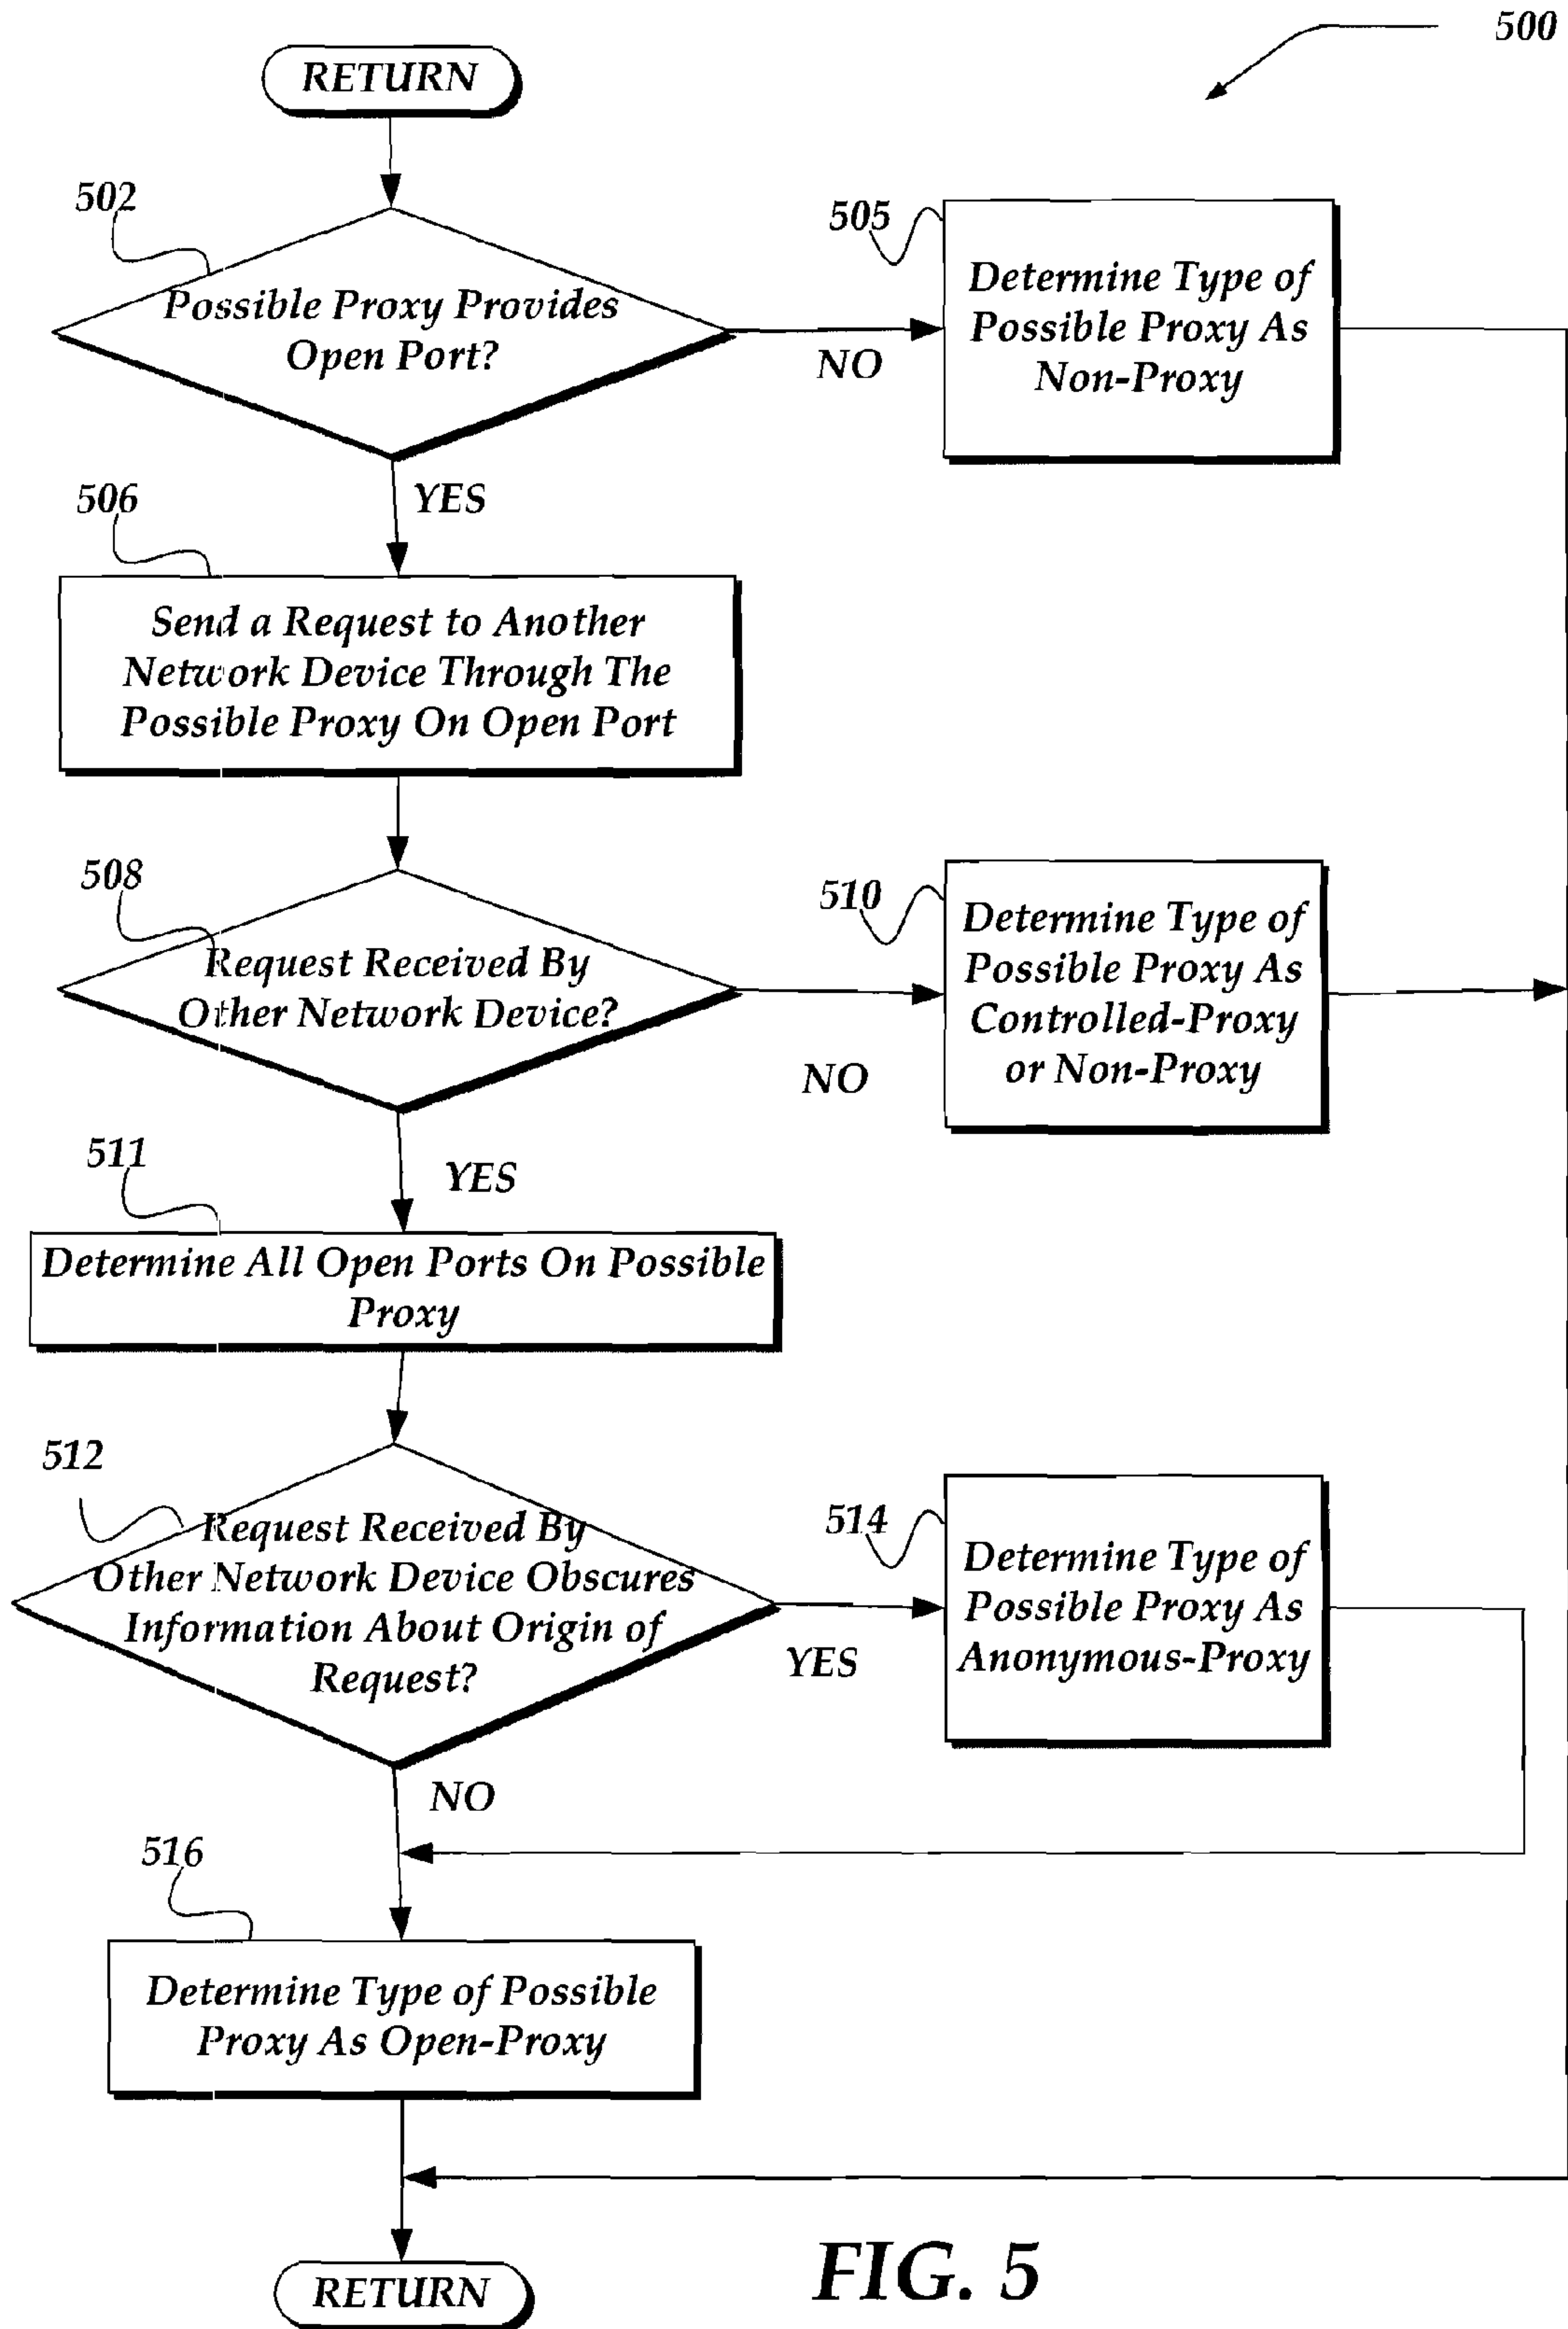 500
RETURN
502
Possible Proxy Provides
Open Port?
NO
505
Determine Type of
Possible Proxy As
Non-Proxy
YES
506
Send a Request to Another
Network Device Through The
Possible Proxy On Open Port
508
Request Received By
Other Network Device?
NO
510
Determine Type of
Possible Proxy As
Controlled-Proxy
or Non-Proxy
YES
511
Determine All Open Ports On Possible
Proxy
512
Request Received By
Other Network Device Obscures
Information About Origin of
Request?
YES
514
Determine Type of
Possible Proxy As
Anonymous-Proxy
NO
516
Determine Type of Possible
Proxy As Open-Proxy
RETURN
FIG. 5